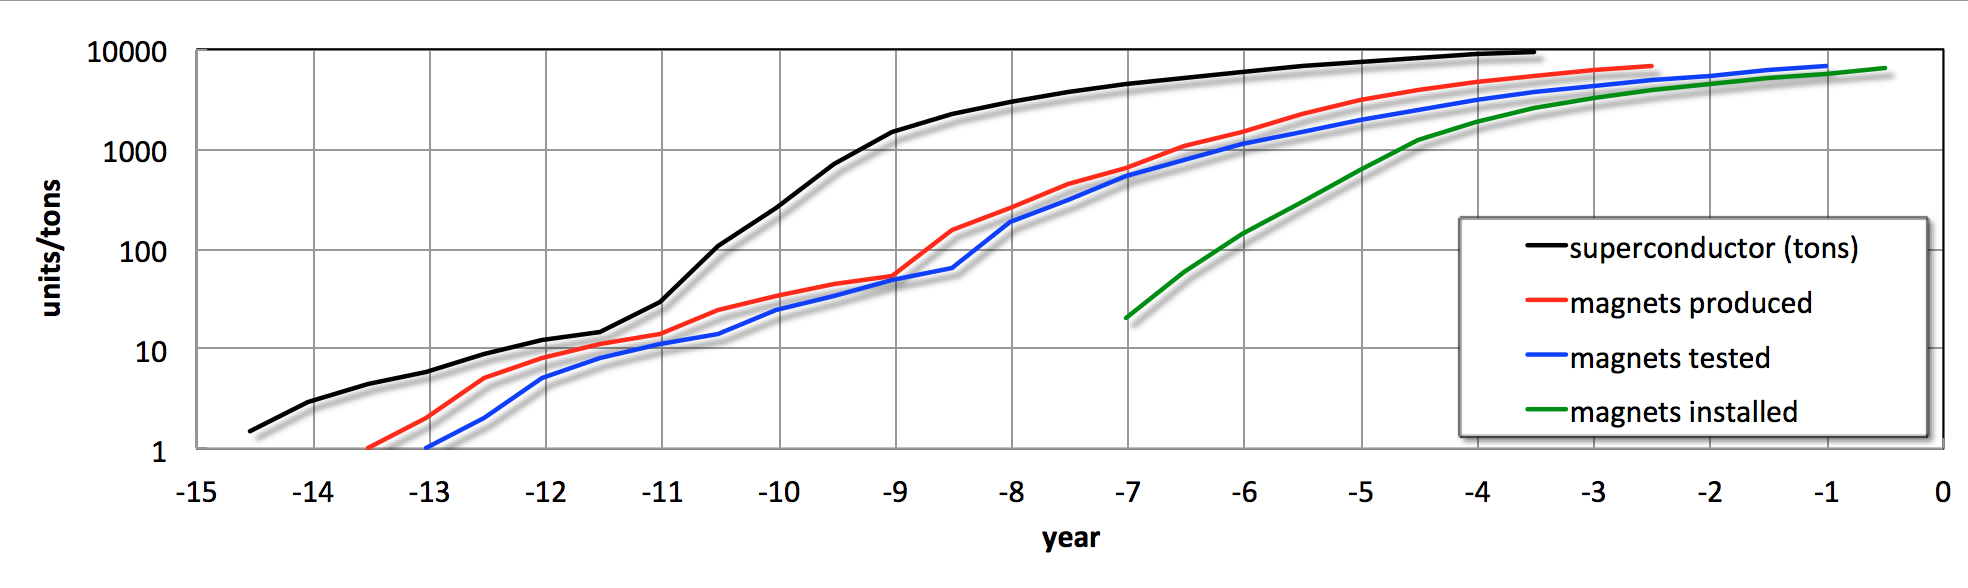 10000
1000
100
10
1
units/tons
superconductor (tons)
magnets produced
magnets tested
magnets installed
-15 -14 -13 -12 -11 -10 -9 -8 -7 -6 -5 -4 -3 -2 -1 0
year